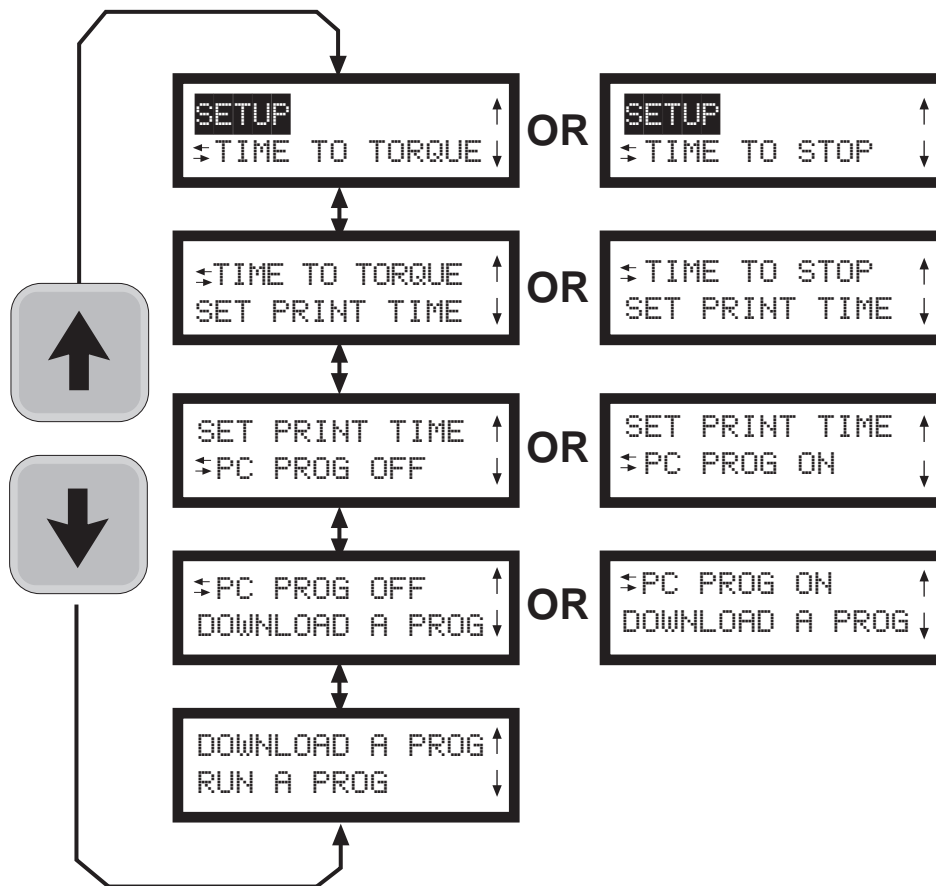 SETUP
TIME TO TORQUE
OR
SETUP
TIME TO STOP
TIME TO TORQUE
SET PRINT TIME
OR
TIME TO STOP
SET PRINT TIME
SET PRINT TIME
PC PROG OFF
OR
SET PRINT TIME
PC PROG ON
PC PROG OFF
DOWNLOAD A PROG
OR
PC PROG ON
DOWNLOAD A PROG
DOWNLOAD A PROG
RUN A PROG